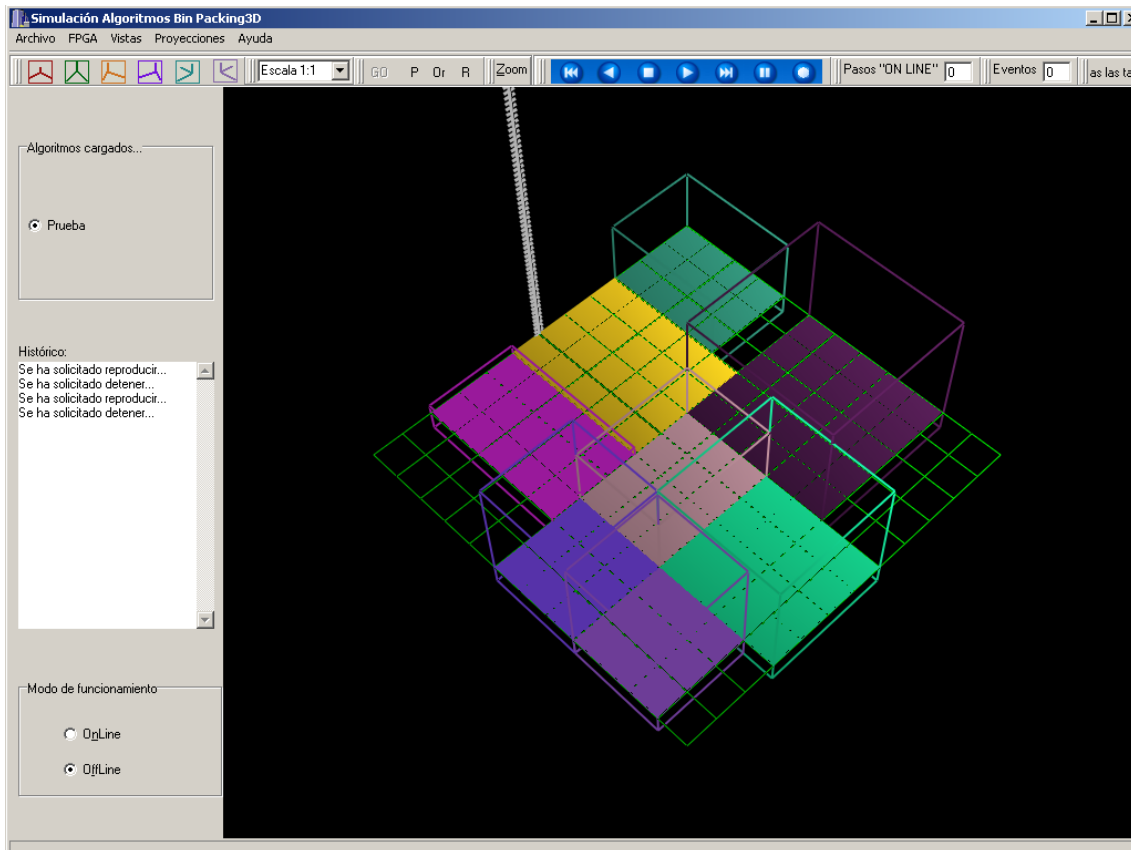 Simulación Algoritmos Bin Packing3D
Archivo FPGA Vistas Proyecciones Ayuda
Escala 1:1 GO P Or R Zoom Pasos "ON LINE" 0 Eventos 0 as las ta
Algoritmos cargados...
Prueba
Histórico:
Se ha solicitado reproducir...
Se ha solicitado detener...
Se ha solicitado reproducir...
Se ha solicitado detener...
Modo de funcionamiento
OnLine
OffLine